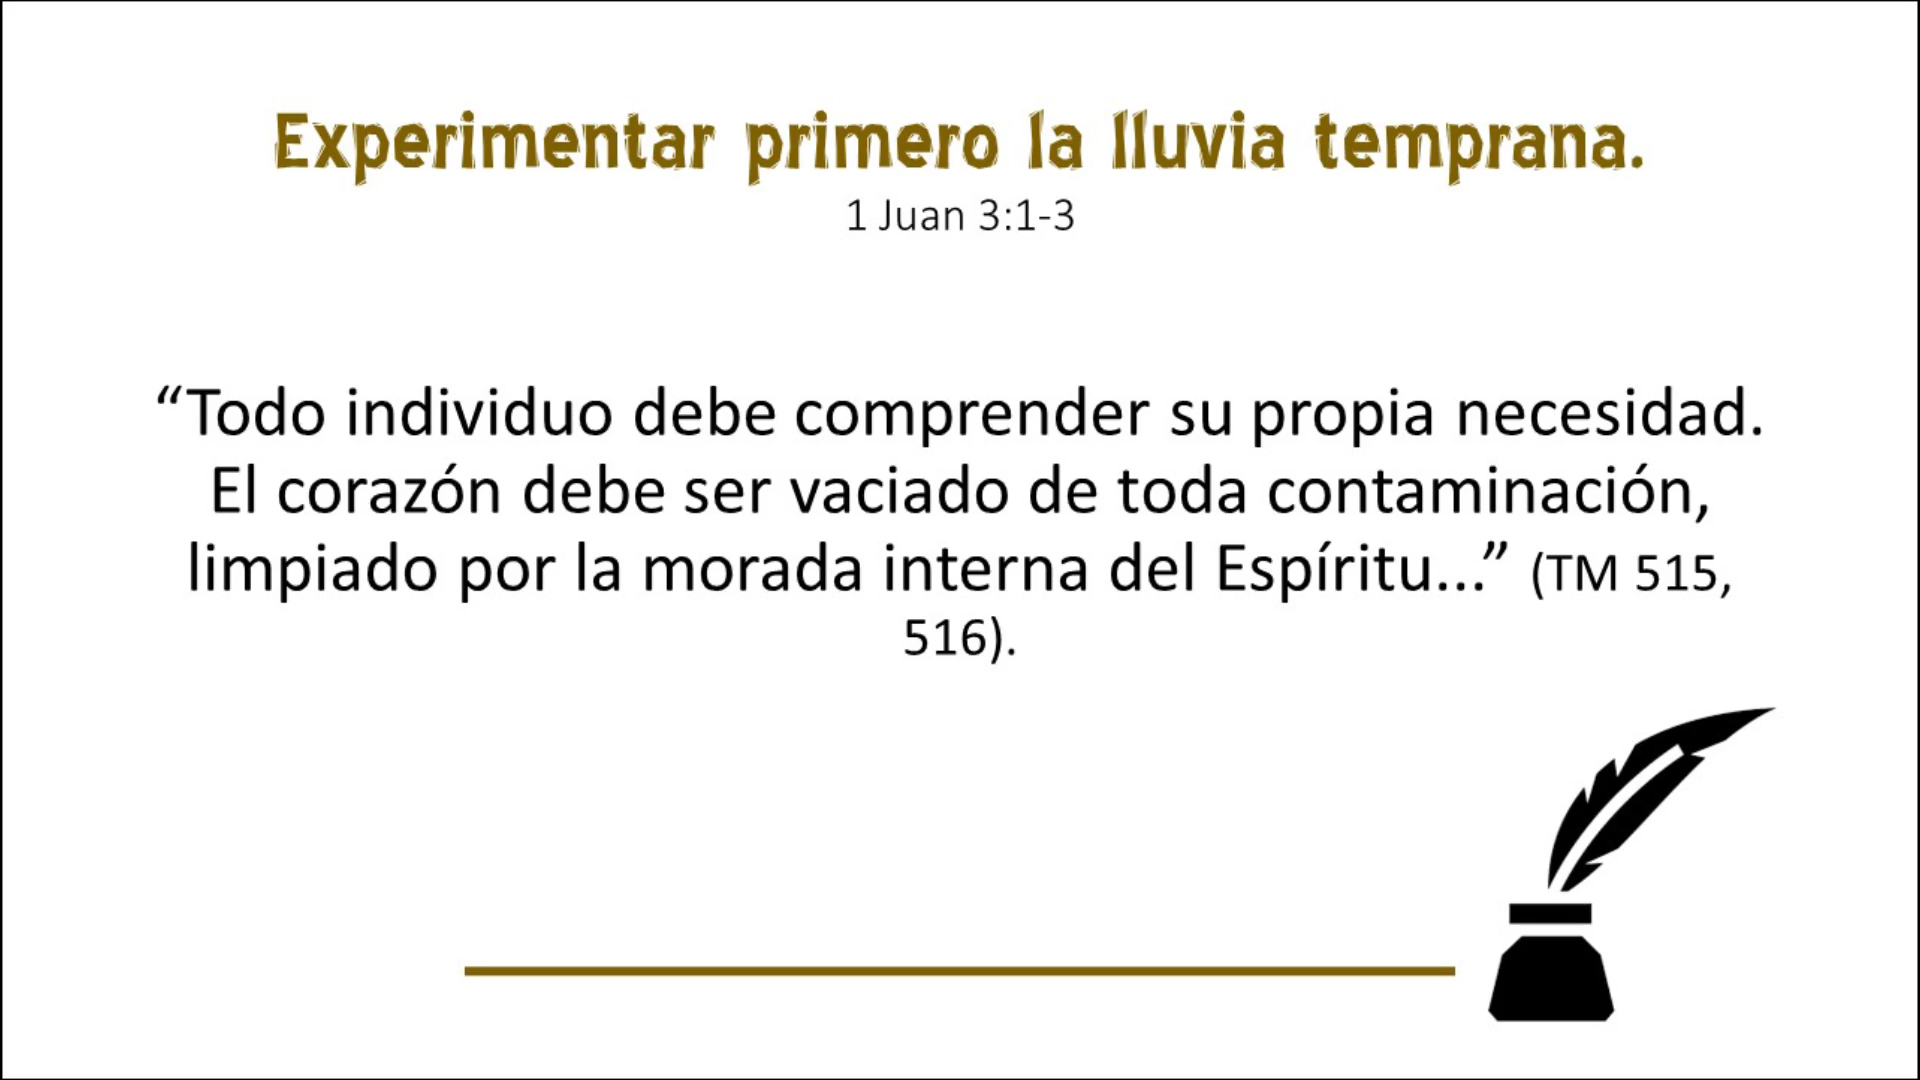 Experimentar primero la lluvia temprana.
1 Juan 3:1-3
“Todo individuo debe comprender su propia necesidad.
El corazón debe ser vaciado de toda contaminación,
limpiado por la morada interna del Espíritu...” (TM 515,
516).